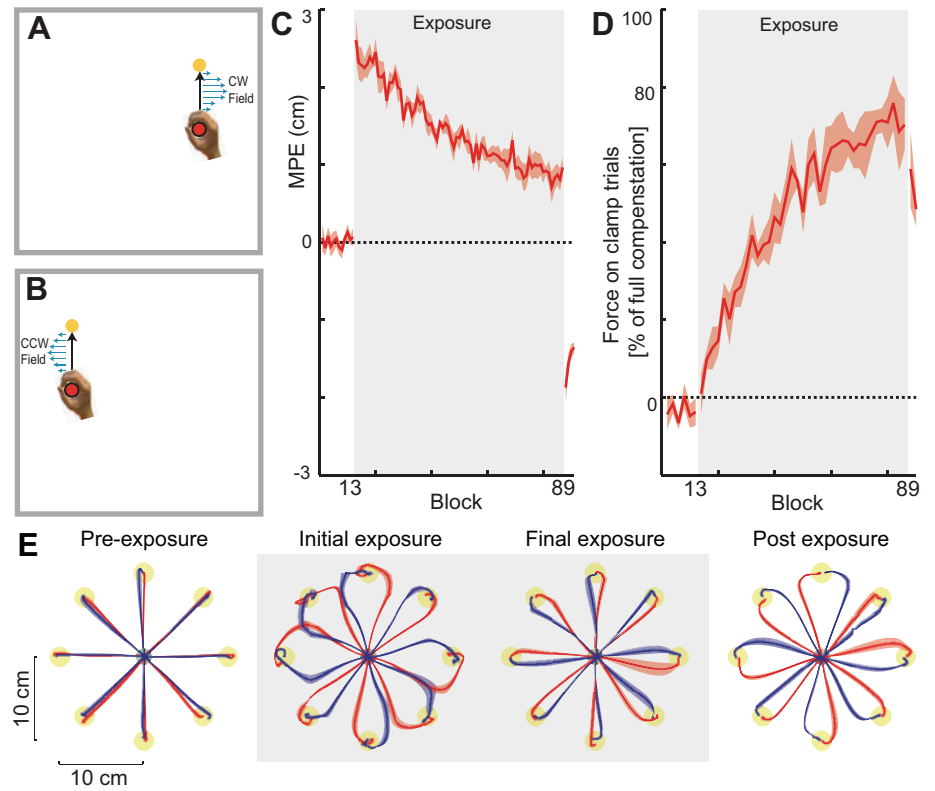 A
CW
Field
B
CCW
Field
C
3
Exposure
MPE (cm)
0
-3
13
89
Block
D
100
Exposure
80
Force on clamp trials
[% of full compenstation]
0
13
89
Block
E
Pre-exposure
Initial exposure
Final exposure
Post exposure
10 cm
10 cm